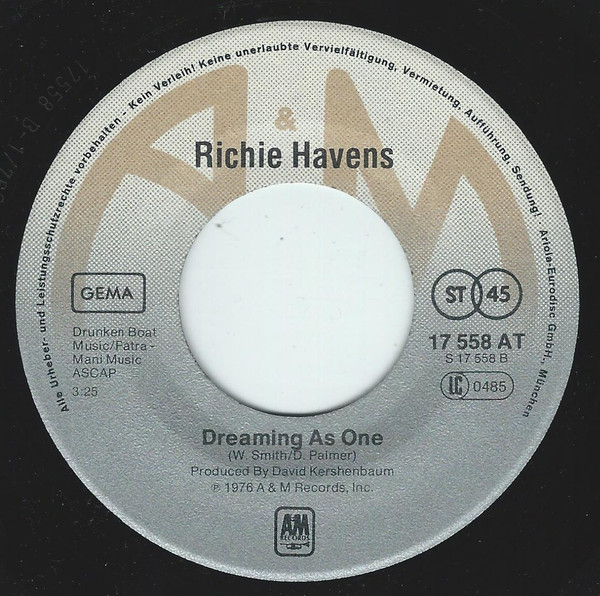 Alle Urheber- und Leistungsschutzrechte vorbehalten - Kein Verleih! Keine unerlaubte Vervielfältigung, Vermietung, Aufführung, Sendung! Ariola-Eurodisc GmbH., München
A & M
Richie Havens
GEMA
Drunken Boat
Music/Patra-
Mani Music
ASCAP
3:25
ST 45
17 558 AT
S 17 558 B
LC 0485
Dreaming As One
(W. Smith/D. Palmer)
Produced By David Kershenbaum
℗ 1976 A & M Records, Inc.
AM
RECORDS